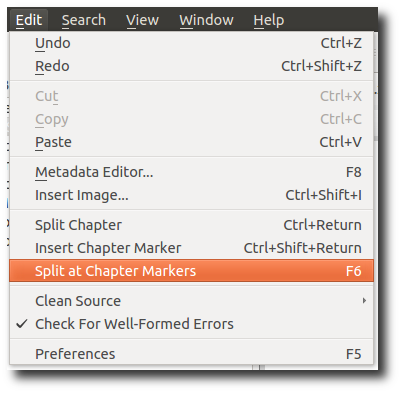 Edit Search View Window Help
Undo Ctrl+Z
Redo Ctrl+Shift+Z
Cut Ctrl+X
Copy Ctrl+C
Paste Ctrl+V
Metadata Editor... F8
Insert Image... Ctrl+Shift+I
Split Chapter Ctrl+Return
Insert Chapter Marker Ctrl+Shift+Return
Split at Chapter Markers F6
Clean Source
Check For Well-Formed Errors
Preferences F5